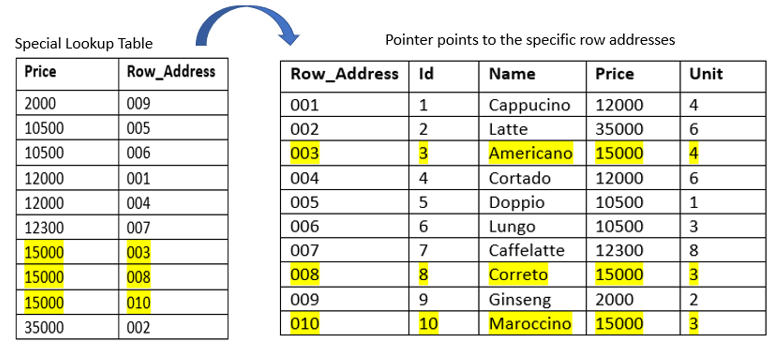 Special Lookup Table
Price Row_Address
2000 009
10500 005
10500 006
12000 001
12000 004
12300 007
15000 003
15000 008
15000 010
35000 002
Pointer points to the specific row addresses
Row_Address Id Name Price Unit
001 1 Cappucino 12000 4
002 2 Latte 35000 6
003 3 Americano 15000 4
004 4 Cortado 12000 6
005 5 Doppio 10500 1
006 6 Lungo 10500 3
007 7 Caffelatte 12300 8
008 8 Correto 15000 3
009 9 Ginseng 2000 2
010 10 Maroccino 15000 3